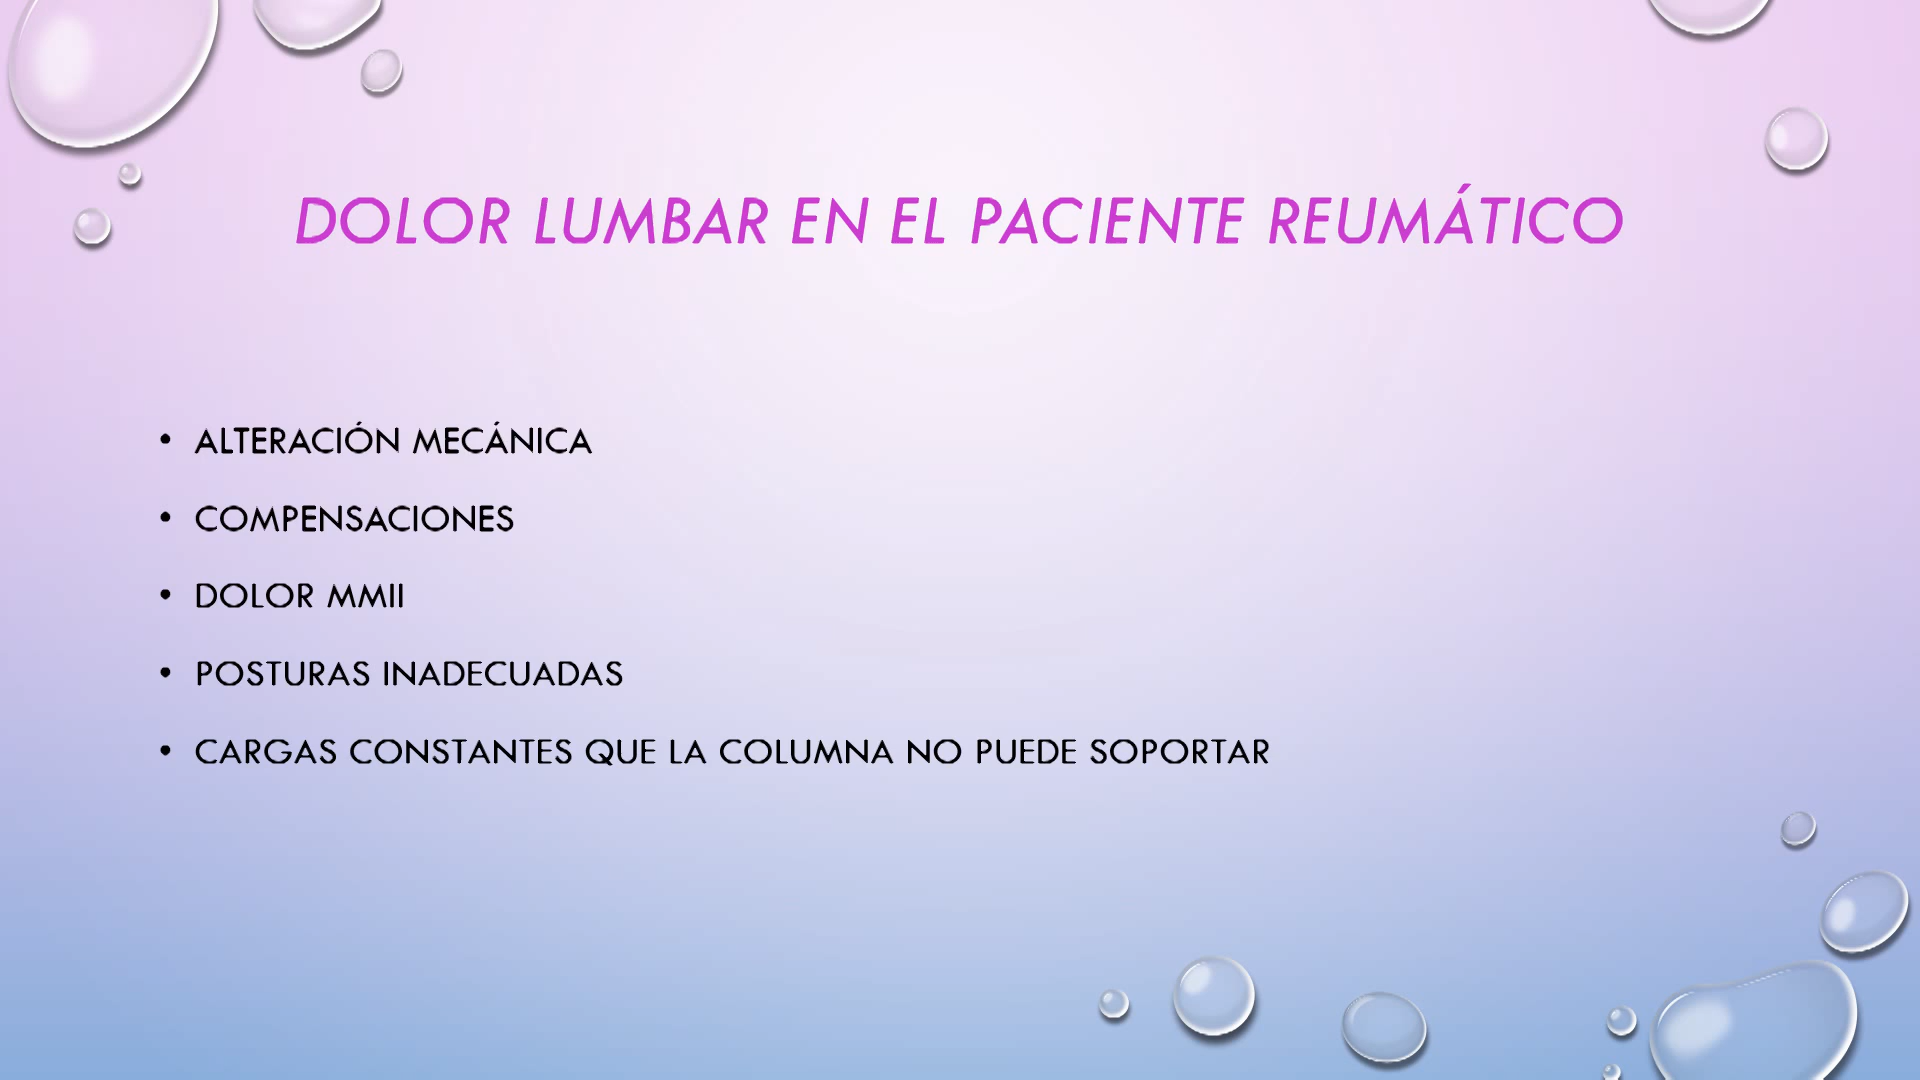 DOLOR LUMBAR EN EL PACIENTE REUMÁTICO
• ALTERACIÓN MECÁNICA
• COMPENSACIONES
• DOLOR MMII
• POSTURAS INADECUADAS
• CARGAS CONSTANTES QUE LA COLUMNA NO PUEDE SOPORTAR